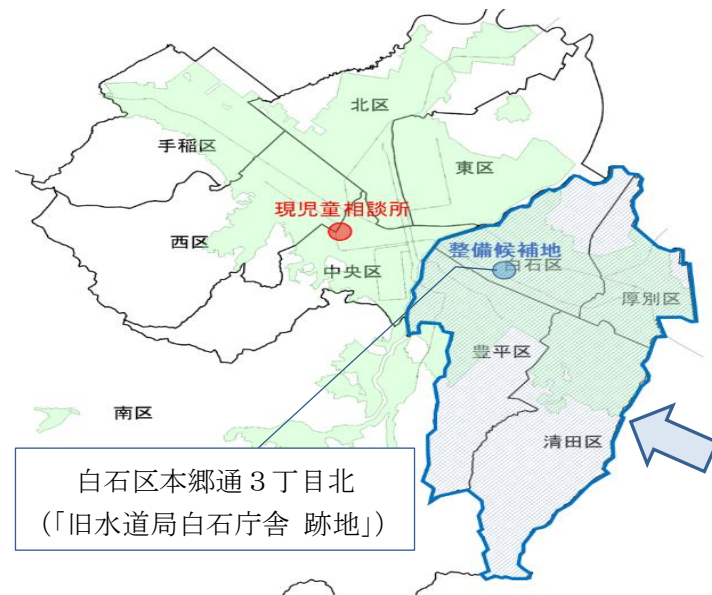 北区
手稲区
東区
現児童相談所
西区
整備候補地
白石区
中央区
厚別区
豊平区
南区
清田区
白石区本郷通３丁目北
（「旧水道局白石庁舎 跡地」）